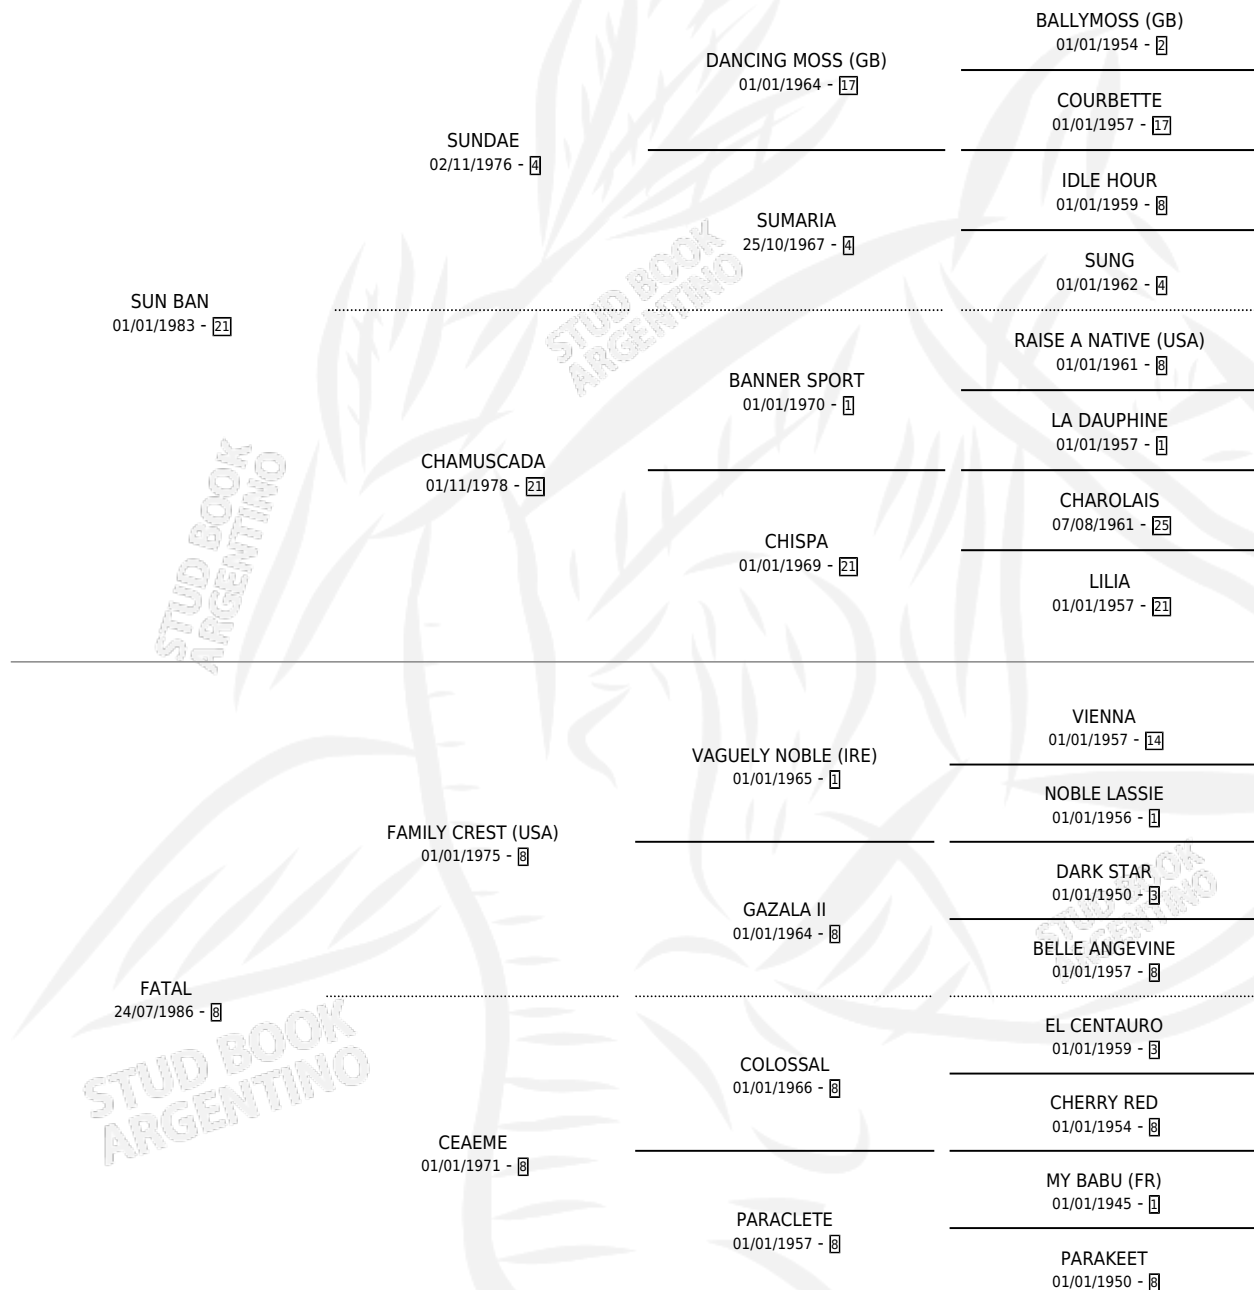 SUN BAN
01/01/1983 - 21
SUNDAE
02/11/1976 - 4
CHAMUSCADA
01/11/1978 - 21
DANCING MOSS (GB)
01/01/1964 - 17
SUMARIA
25/10/1967 - 4
BANNER SPORT
01/01/1970 - 1
CHISPA
01/01/1969 - 21
BALLYMOSS (GB)
01/01/1954 - 2
COURBETTE
01/01/1957 - 17
IDLE HOUR
01/01/1959 - 8
SUNG
01/01/1962 - 4
RAISE A NATIVE (USA)
01/01/1961 - 8
LA DAUPHINE
01/01/1957 - 1
CHAROLAIS
07/08/1961 - 25
LILIA
01/01/1957 - 21
FATAL
24/07/1986 - 8
FAMILY CREST (USA)
01/01/1975 - 8
CEAEME
01/01/1971 - 8
VAGUELY NOBLE (IRE)
01/01/1965 - 1
GAZALA II
01/01/1964 - 8
COLOSSAL
01/01/1966 - 8
PARACLETE
01/01/1957 - 8
VIENNA
01/01/1957 - 14
NOBLE LASSIE
01/01/1956 - 1
DARK STAR
01/01/1950 - 3
BELLE ANGEVINE
01/01/1957 - 8
EL CENTAURO
01/01/1959 - 3
CHERRY RED
01/01/1954 - 8
MY BABU (FR)
01/01/1945 - 1
PARAKEET
01/01/1950 - 8
STUD BOOK
ARGENTINO
STUD BOOK
ARGENTINO
STUD BOOK
ARGENTINO
STUD BOOK
ARGENTINO